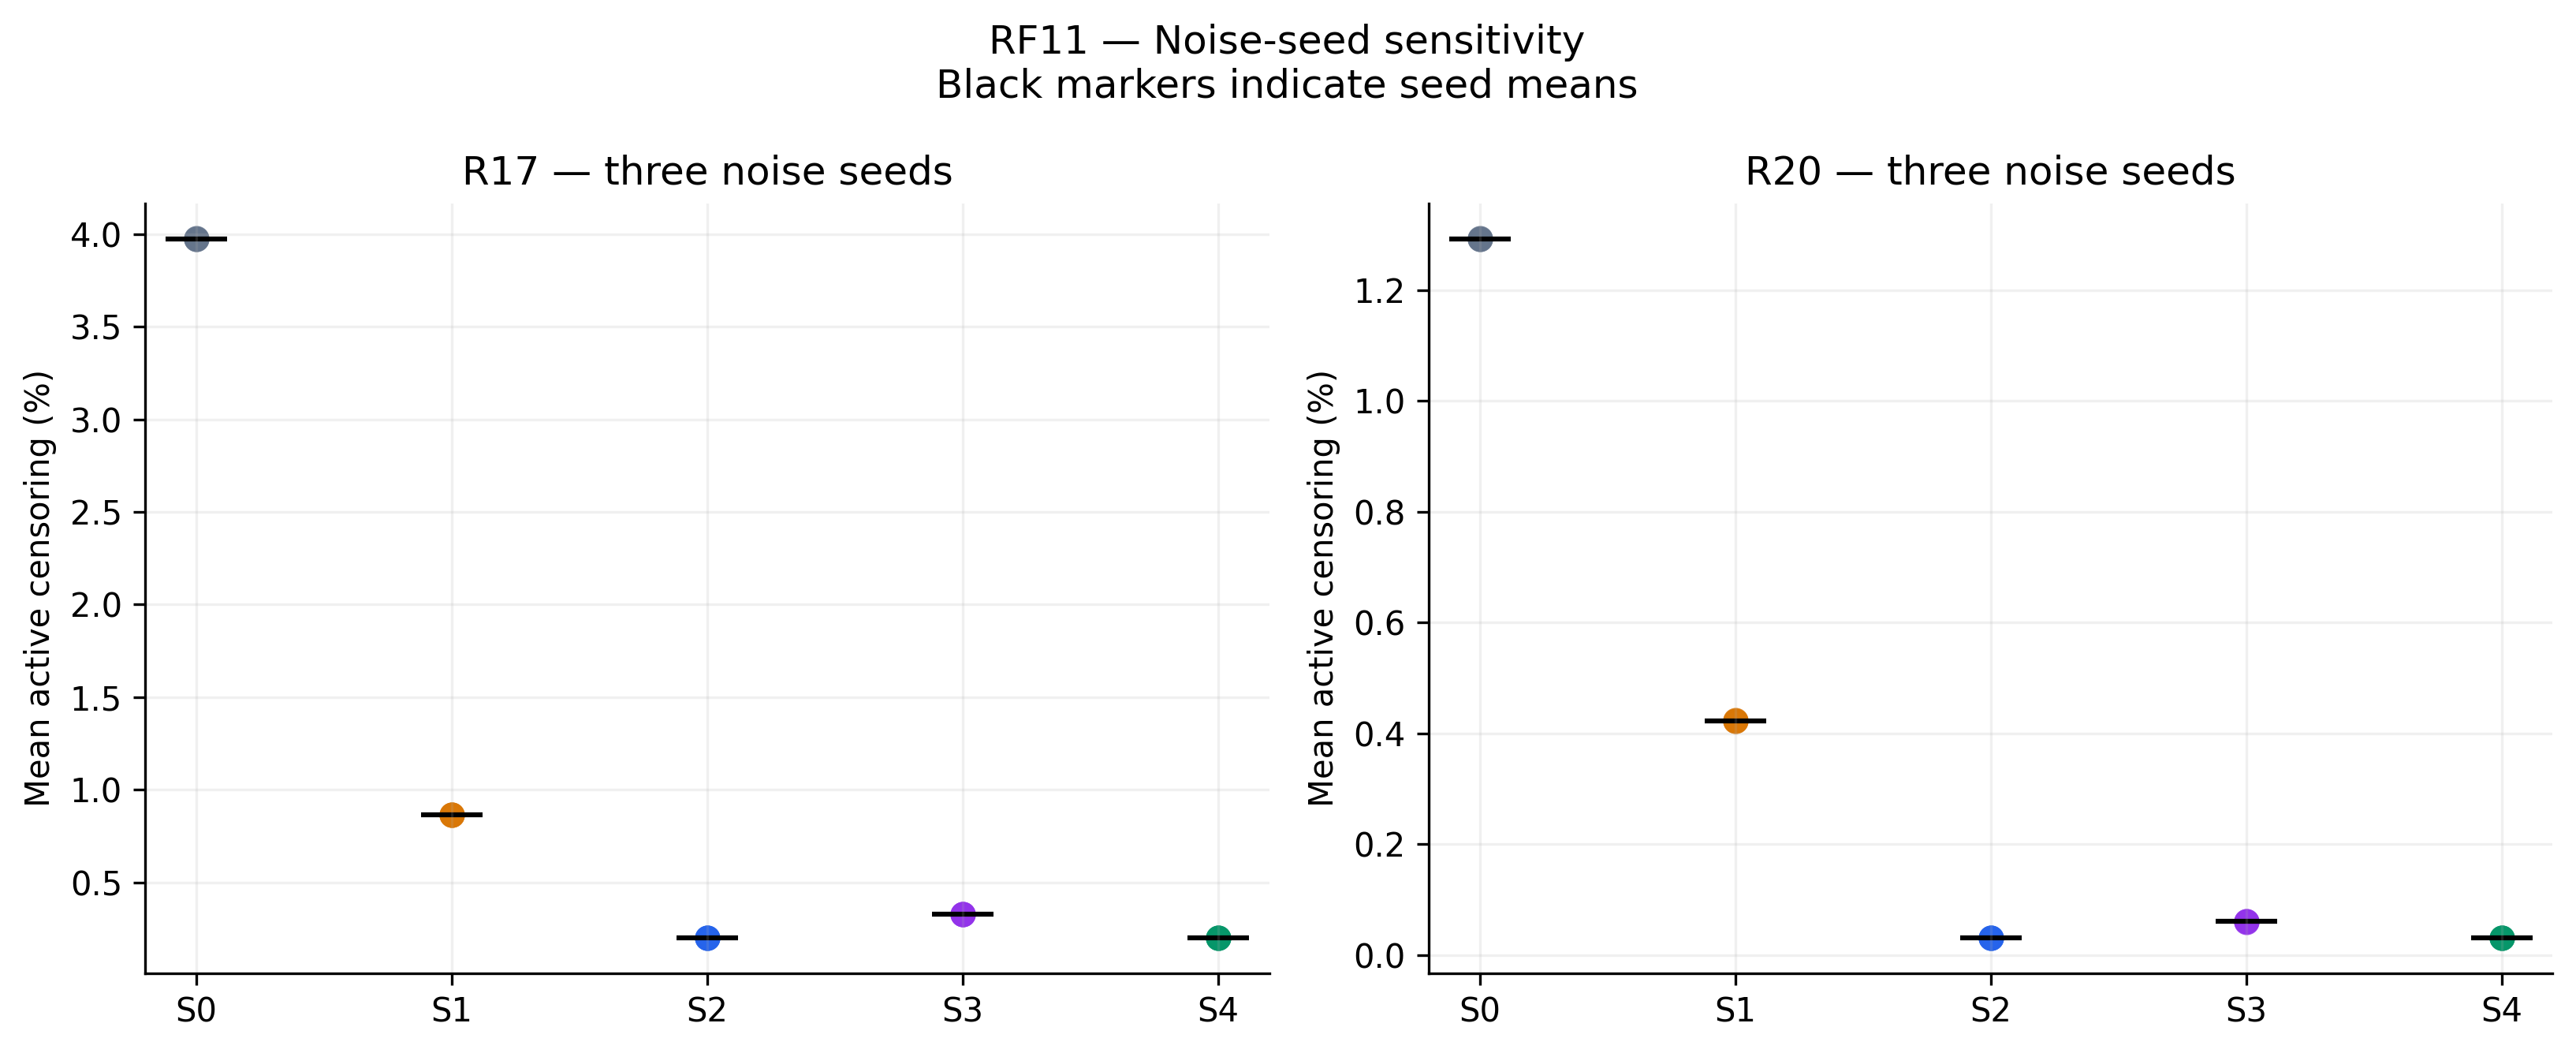 RF11 — Noise-seed sensitivity
Black markers indicate seed means
R17 — three noise seeds
Mean active censoring (%)
4.0
3.5
3.0
2.5
2.0
1.5
1.0
0.5
S0 S1 S2 S3 S4
R20 — three noise seeds
Mean active censoring (%)
1.2
1.0
0.8
0.6
0.4
0.2
0.0
S0 S1 S2 S3 S4